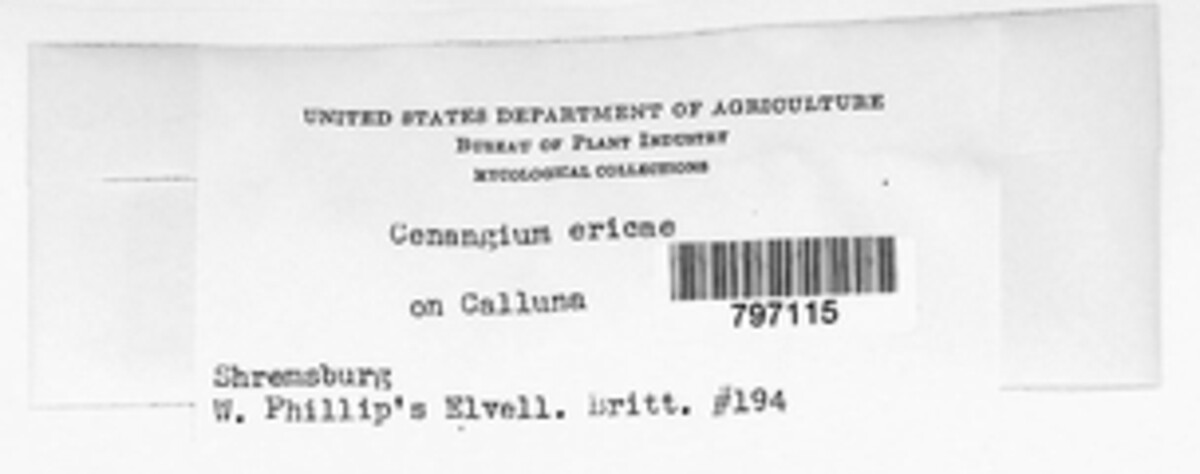 UNITED STATES DEPARTMENT OF AGRICULTURE
BUREAU OF PLANT INDUSTRY
MYCOLOGICAL COLLECTIONS
Cenangium ericae
on Calluna
797115
Shremsburg
W. Phillip's Elvell. Britt. #194